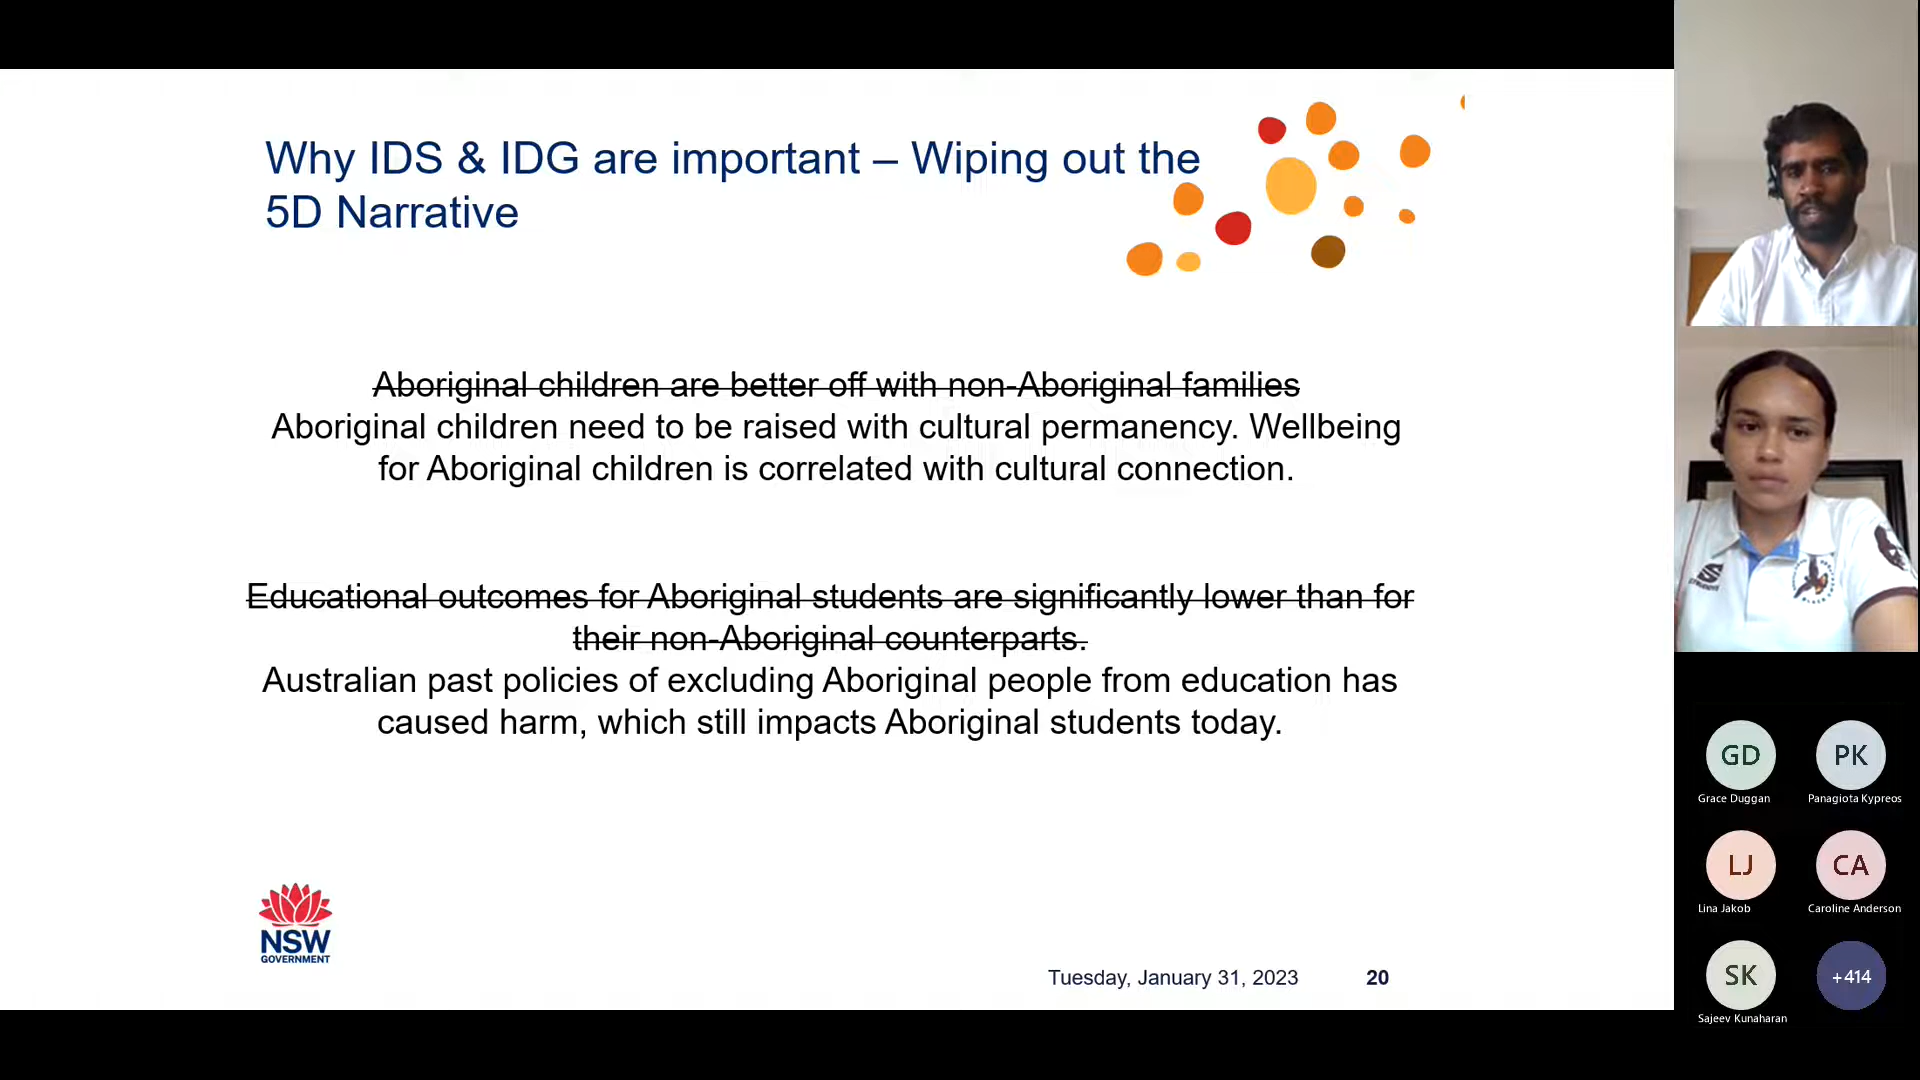 Why IDS & IDG are important – Wiping out the
5D Narrative
Aboriginal children are better off with non-Aboriginal families
Aboriginal children need to be raised with cultural permanency. Wellbeing
for Aboriginal children is correlated with cultural connection.
Educational outcomes for Aboriginal students are significantly lower than for
their non-Aboriginal counterparts.
Australian past policies of excluding Aboriginal people from education has
caused harm, which still impacts Aboriginal students today.
NSW
GOVERNMENT
Tuesday, January 31, 2023 20
GD PK
Grace Duggan Panagiota Kypreos
LJ CA
Lina Jakob Caroline Anderson
SK +414
Sajeev Kunaharan